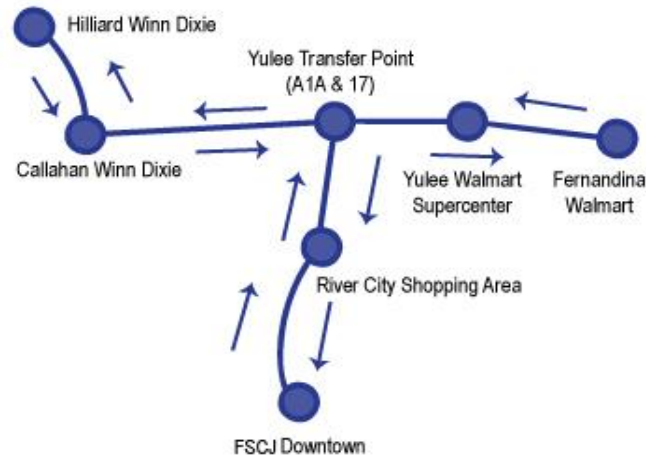 Hilliard Winn Dixie
Yulee Transfer Point
(A1A & 17)
Callahan Winn Dixie
Yulee Walmart
Supercenter
Fernandina
Walmart
River City Shopping Area
FSCJ Downtown